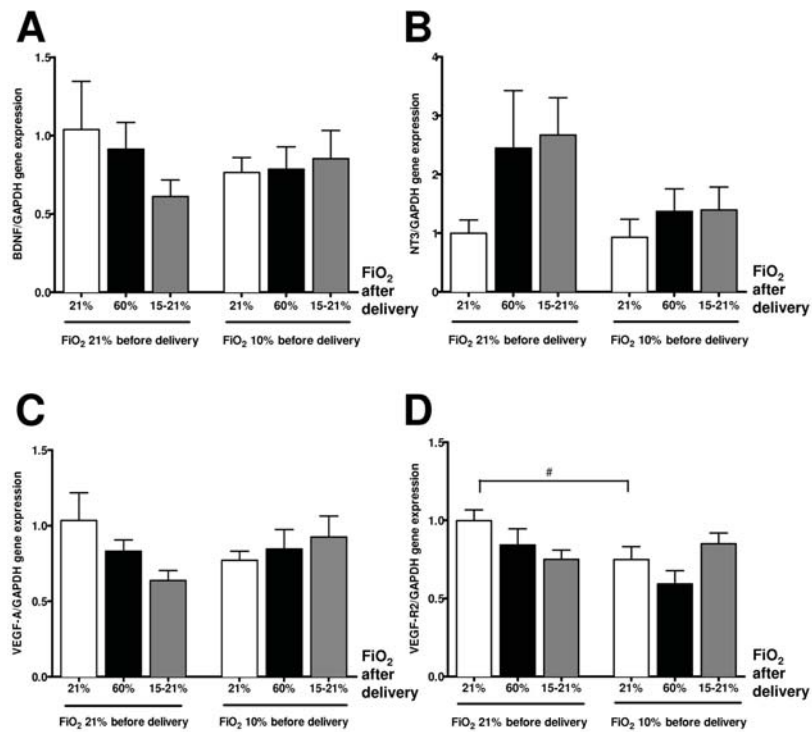 A
BDNF/GAPDH gene expression
1.5
1.0
0.5
0.0
21% 60% 15-21% 21% 60% 15-21%
FiO2 after delivery
FiO2 21% before delivery FiO2 10% before delivery
B
NT3/GAPDH gene expression
4
3
2
1
0
21% 60% 15-21% 21% 60% 15-21%
FiO2 after delivery
FiO2 21% before delivery FiO2 10% before delivery
C
VEGF-A/GAPDH gene expression
1.5
1.0
0.5
0.0
21% 60% 15-21% 21% 60% 15-21%
FiO2 after delivery
FiO2 21% before delivery FiO2 10% before delivery
D
VEGF-R2/GAPDH gene expression
1.5
1.0
0.5
0.0
#
21% 60% 15-21% 21% 60% 15-21%
FiO2 after delivery
FiO2 21% before delivery FiO2 10% before delivery